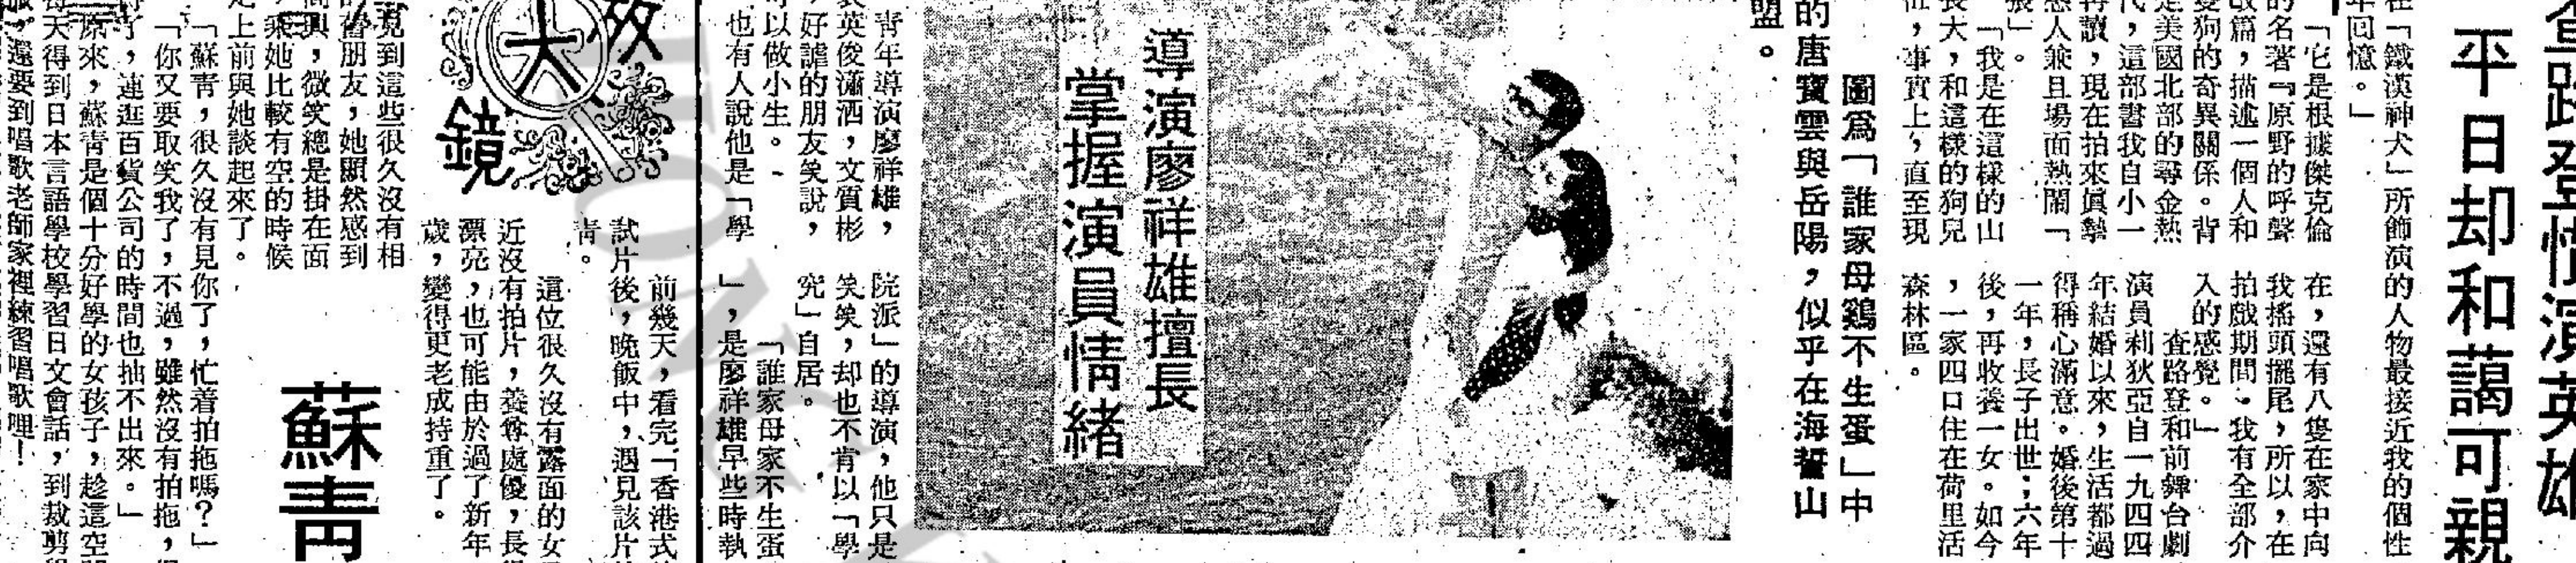 平日却和藹可親
在「鐵漢神犬」所飾演的人物最接近我的個性
年回憶。」
「它是根據傑克倫
的名著『原野的呼聲
改篇，描述一個人和
隻狗的奇異關係。背
是美國北部的尋金熱
代，這部書我自小一
再讀，現在拍來眞摯
感人兼且場面熱鬧「
「我是在這樣的山
長大，和這樣的狗兒
，事實上，直至現
在，還有八隻在家中向
我搖頭擺尾，所以，在
拍戲期間，我有全部介
入的感覺。」
查路登和前舞台劇
演員利狄亞自一九四四
年結婚以來，生活都過
得稱心滿意。婚後第十
一年，長子出世；六年
後，再收養一女。如今
，一家四口住在荷里活
森林區。
圖爲「誰家母鷄不生蛋」中
的唐寶雲與岳陽，似乎在海誓山
盟。
導演廖祥雄擅長
掌握演員情緒
青年導演廖祥雄，
英俊瀟洒，文質彬
，好謔的朋友笑說，
可以做小生。
也有人說他是「學
院派」的導演，他只是
笑笑，却也不肯以「學
究」自居。
「誰家母家不生蛋
」，是廖祥雄早些時執
放大鏡
蘇青
前幾天，看完「香港式
試片後，晚飯中，遇見該片
青。
這位很久沒有露面的女
近沒有拍片，養尊處優，長
漂亮，也可能由於過了新年
歲，變得更老成持重了。
見到這些很久沒有相
的舊朋友，她顯然感到
高興，微笑總是掛在面
，乘她比較有空的時候
走上前與她談起來了。
「蘇青，很久沒有見你了，忙着拍拖嗎？」
「你又要取笑我了，不過，雖然沒有拍拖，
了，連逛百貨公司的時間也抽不出來。」
原來，蘇青是個十分好學的女孩子，趁這空
每天得到日本言語學校學習日文會話，到裁剪
還要到唱歌老師家裡練習唱歌哩！